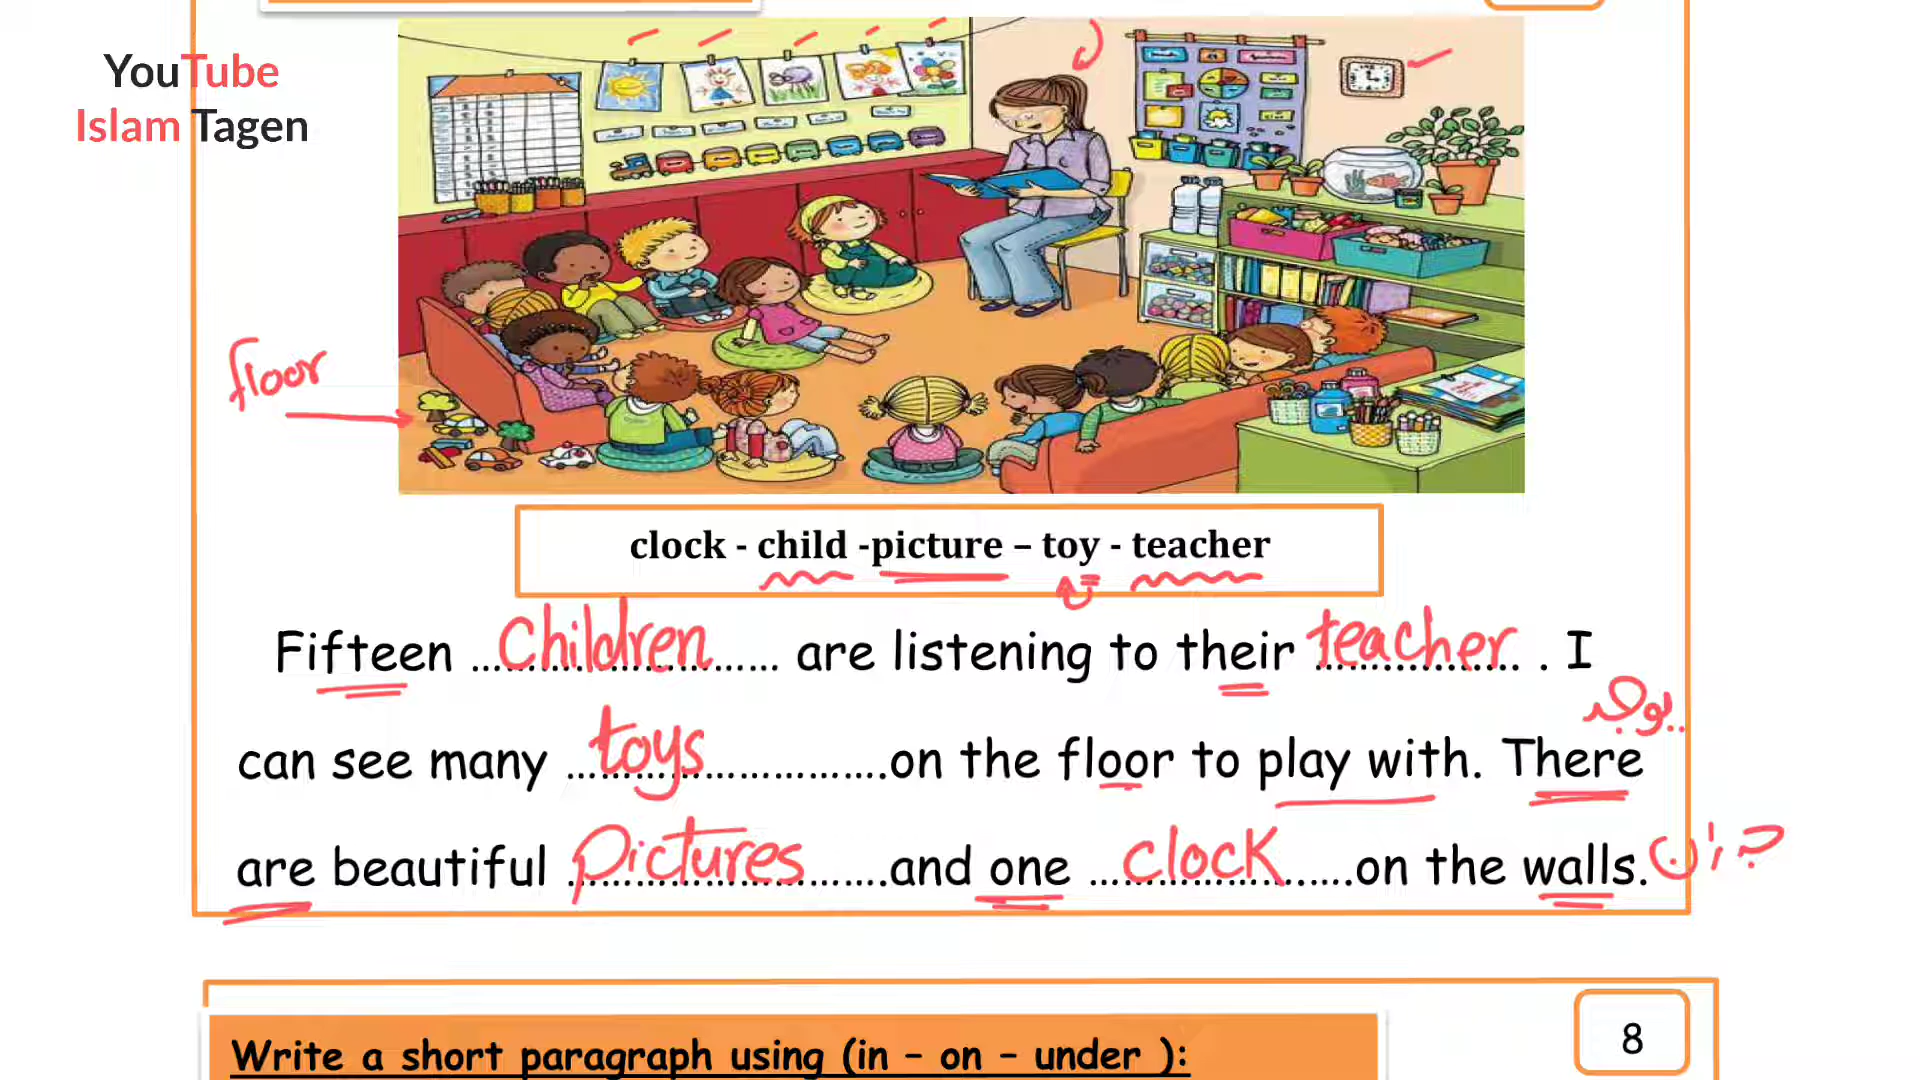 YouTube
Islam Tagen
floor
clock - child -picture – toy - teacher
Fifteen Children are listening to their teacher . I
يوجد
can see many toys on the floor to play with. There
are beautiful pictures and one clock on the walls.
جدران
Write a short paragraph using (in – on – under ):
8